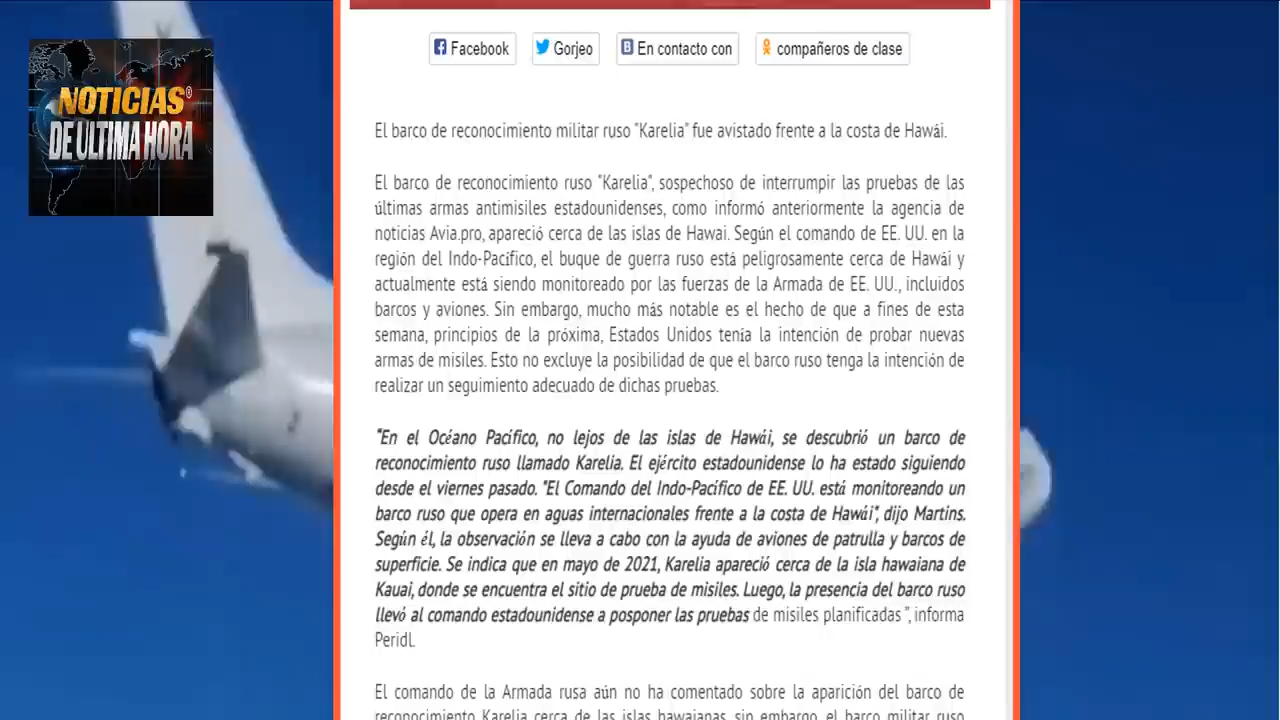 NOTICIAS®
DE ULTIMA HORA
Facebook
Gorjeo
En contacto con
compañeros de clase
El barco de reconocimiento militar ruso "Karelia" fue avistado frente a la costa de Hawái.
El barco de reconocimiento ruso "Karelia", sospechoso de interrumpir las pruebas de las
últimas armas antimisiles estadounidenses, como informó anteriormente la agencia de
noticias Avia.pro, apareció cerca de las islas de Hawai. Según el comando de EE. UU. en la
región del Indo-Pacífico, el buque de guerra ruso está peligrosamente cerca de Hawái y
actualmente está siendo monitoreado por las fuerzas de la Armada de EE. UU., incluidos
barcos y aviones. Sin embargo, mucho más notable es el hecho de que a fines de esta
semana, principios de la próxima, Estados Unidos tenía la intención de probar nuevas
armas de misiles. Esto no excluye la posibilidad de que el barco ruso tenga la intención de
realizar un seguimiento adecuado de dichas pruebas.
"En el Océano Pacífico, no lejos de las islas de Hawái, se descubrió un barco de
reconocimiento ruso llamado Karelia. El ejército estadounidense lo ha estado siguiendo
desde el viernes pasado. "El Comando del Indo-Pacífico de EE. UU. está monitoreando un
barco ruso que opera en aguas internacionales frente a la costa de Hawái", dijo Martins.
Según él, la observación se lleva a cabo con la ayuda de aviones de patrulla y barcos de
superficie. Se indica que en mayo de 2021, Karelia apareció cerca de la isla hawaiana de
Kauai, donde se encuentra el sitio de prueba de misiles. Luego, la presencia del barco ruso
llevó al comando estadounidense a posponer las pruebas de misiles planificadas ", informa
Peridl.
El comando de la Armada rusa aún no ha comentado sobre la aparición del barco de
reconocimiento Karelia cerca de las islas hawaianas, sin embargo, el barco militar ruso